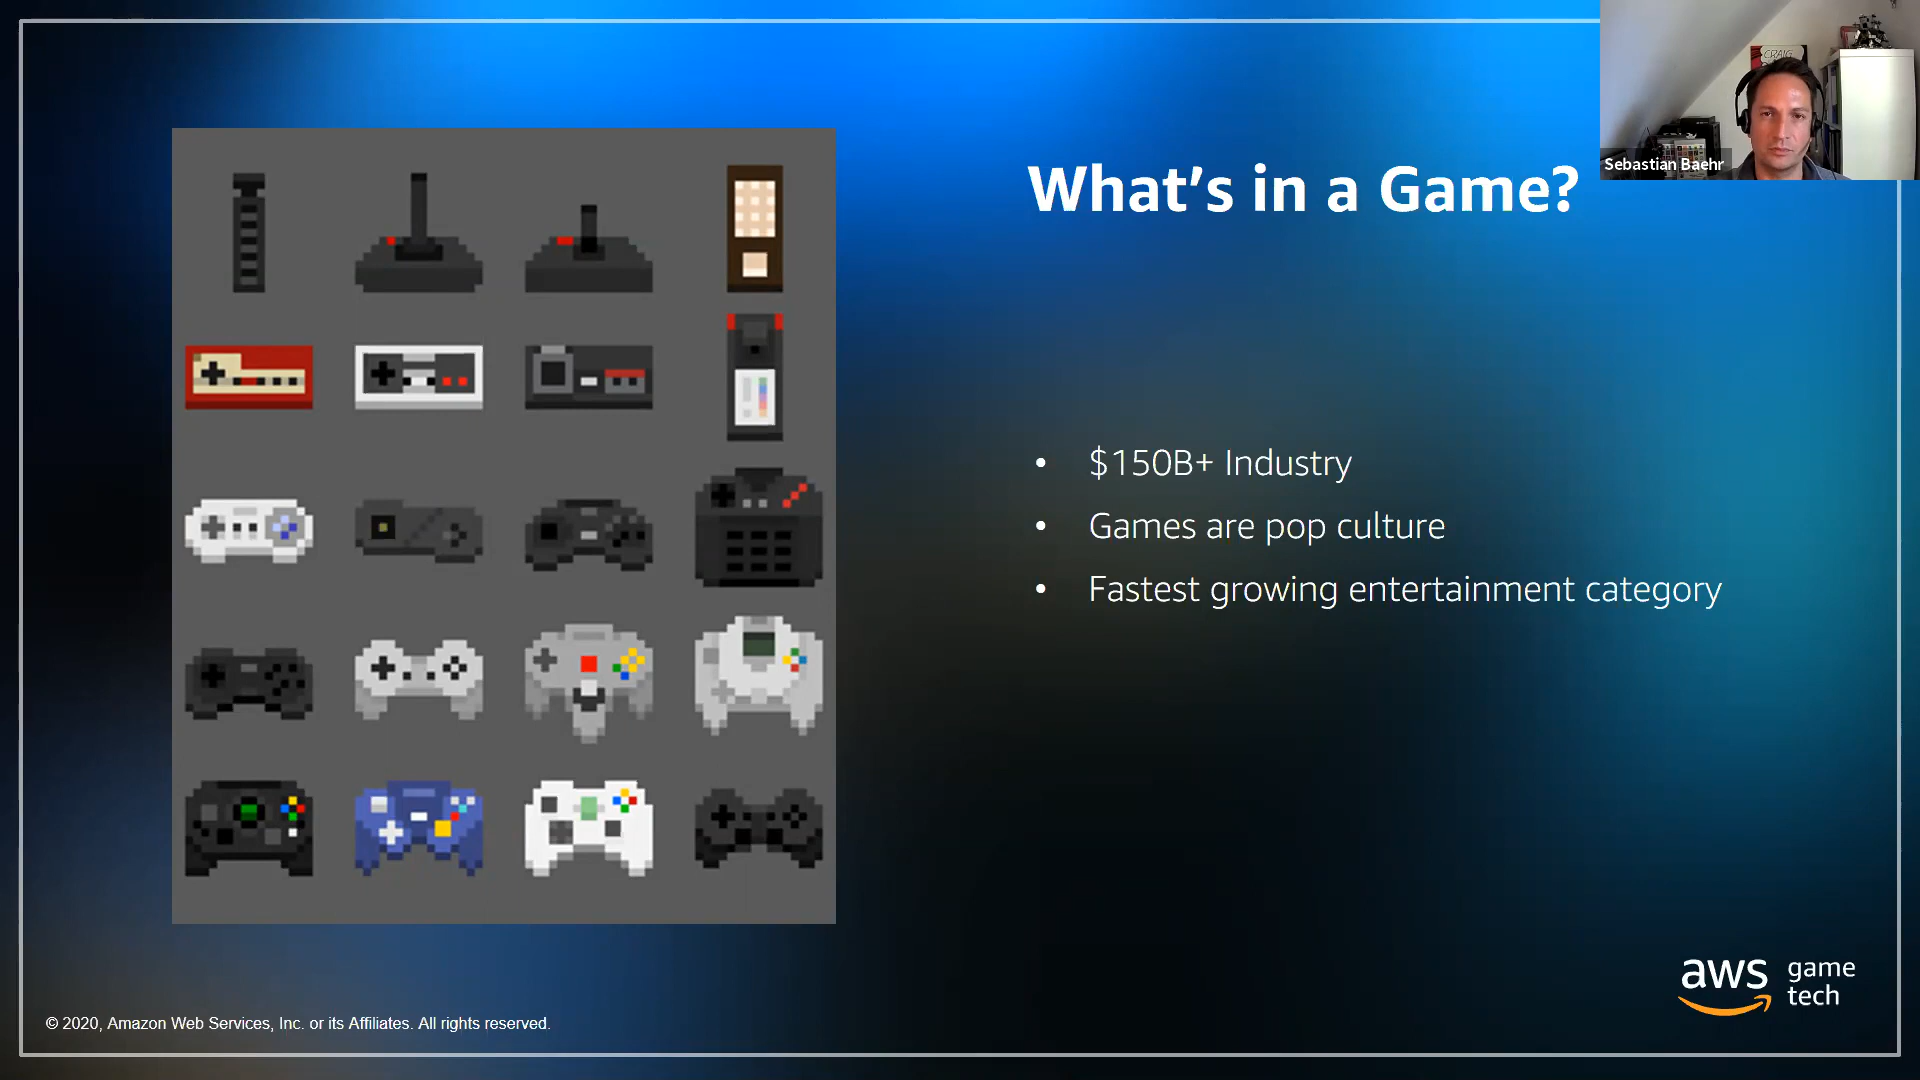 CRAIG
Sebastian Baehr
What's in a Game?
• $150B+ Industry
• Games are pop culture
• Fastest growing entertainment category
aws game tech
© 2020, Amazon Web Services, Inc. or its Affiliates. All rights reserved.